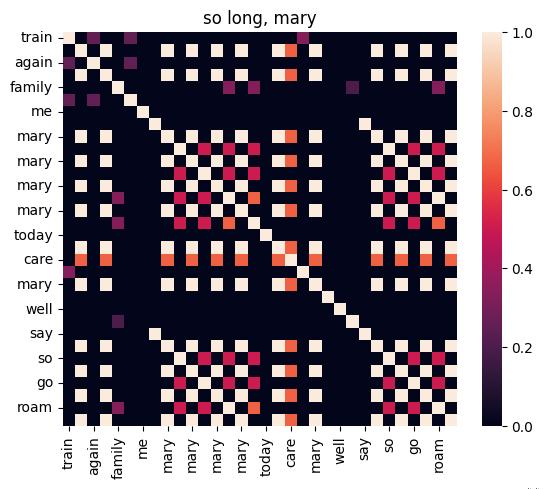 so long, mary
train
again
family
me
mary
mary
mary
mary
today
care
mary
well
say
so
go
roam
train
again
family
me
mary
mary
mary
mary
today
care
mary
well
say
so
go
roam
1.0
0.8
0.6
0.4
0.2
0.0